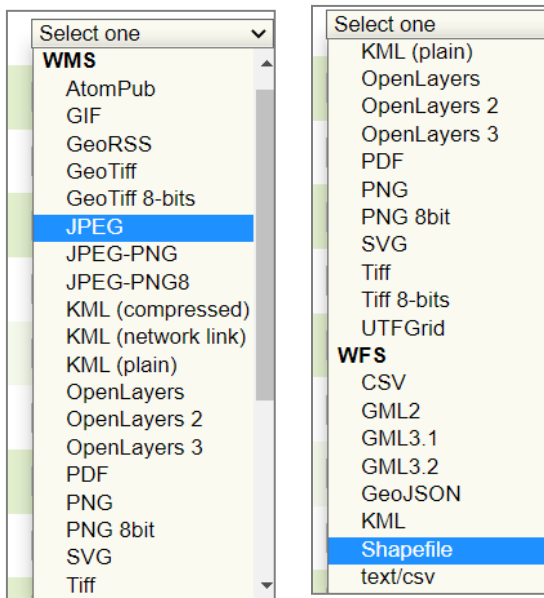 Select one
WMS
AtomPub
GIF
GeoRSS
GeoTiff
GeoTiff 8-bits
JPEG
JPEG-PNG
JPEG-PNG8
KML (compressed)
KML (network link)
KML (plain)
OpenLayers
OpenLayers 2
OpenLayers 3
PDF
PNG
PNG 8bit
SVG
Tiff
Select one
KML (plain)
OpenLayers
OpenLayers 2
OpenLayers 3
PDF
PNG
PNG 8bit
SVG
Tiff
Tiff 8-bits
UTFGrid
WFS
CSV
GML2
GML3.1
GML3.2
GeoJSON
KML
Shapefile
text/csv